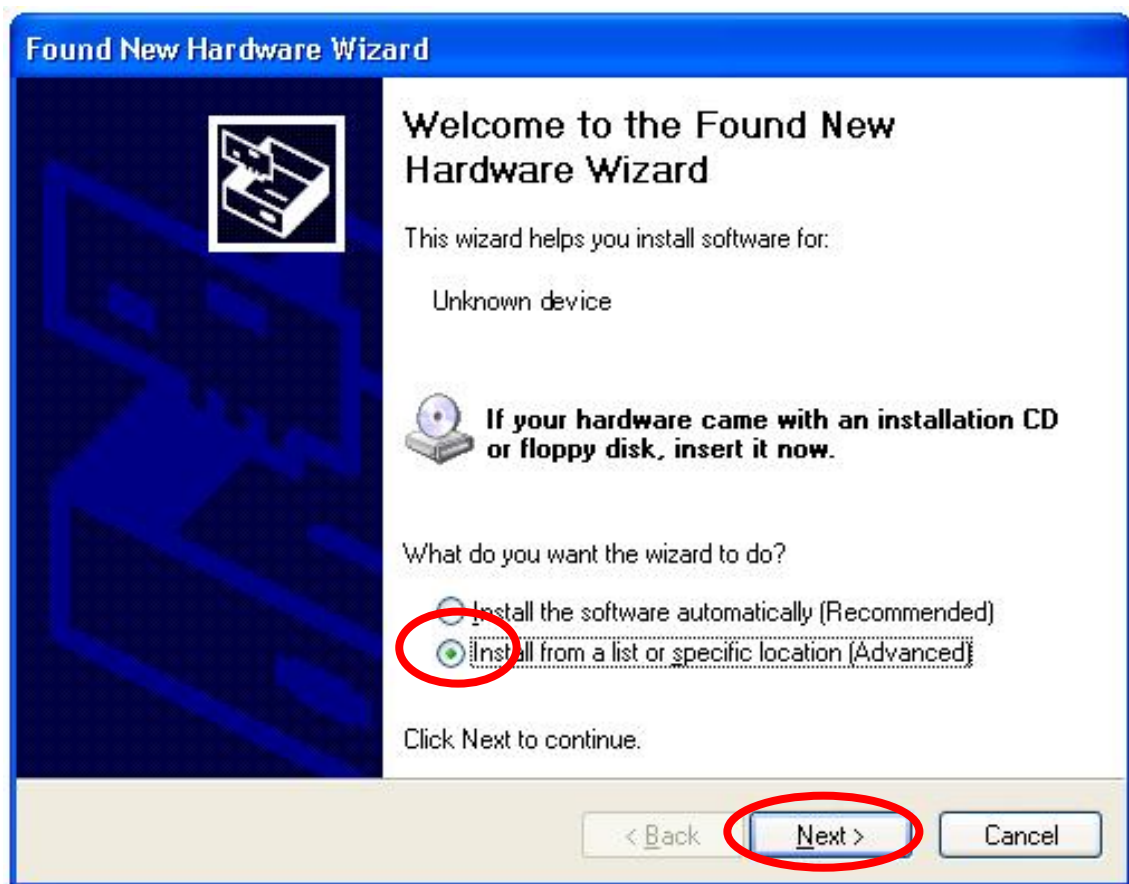 Found New Hardware Wizard
Welcome to the Found New
Hardware Wizard
This wizard helps you install software for:
Unknown device
If your hardware came with an installation CD
or floppy disk, insert it now.
What do you want the wizard to do?
Install the software automatically (Recommended)
Install from a list or specific location (Advanced)
Click Next to continue.
< Back Next > Cancel